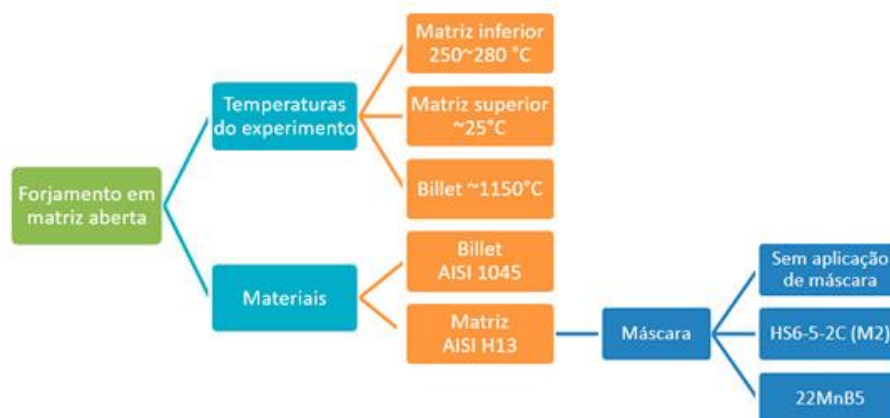 Forjamento em
matriz aberta
Temperaturas
do experimento
Matriz inferior
250~280 °C
Matriz superior
~25°C
Billet ~1150°C
Materiais
Billet
AISI 1045
Matriz
AISI H13
Máscara
Sem aplicação
de máscara
HS6-5-2C (M2)
22MnB5